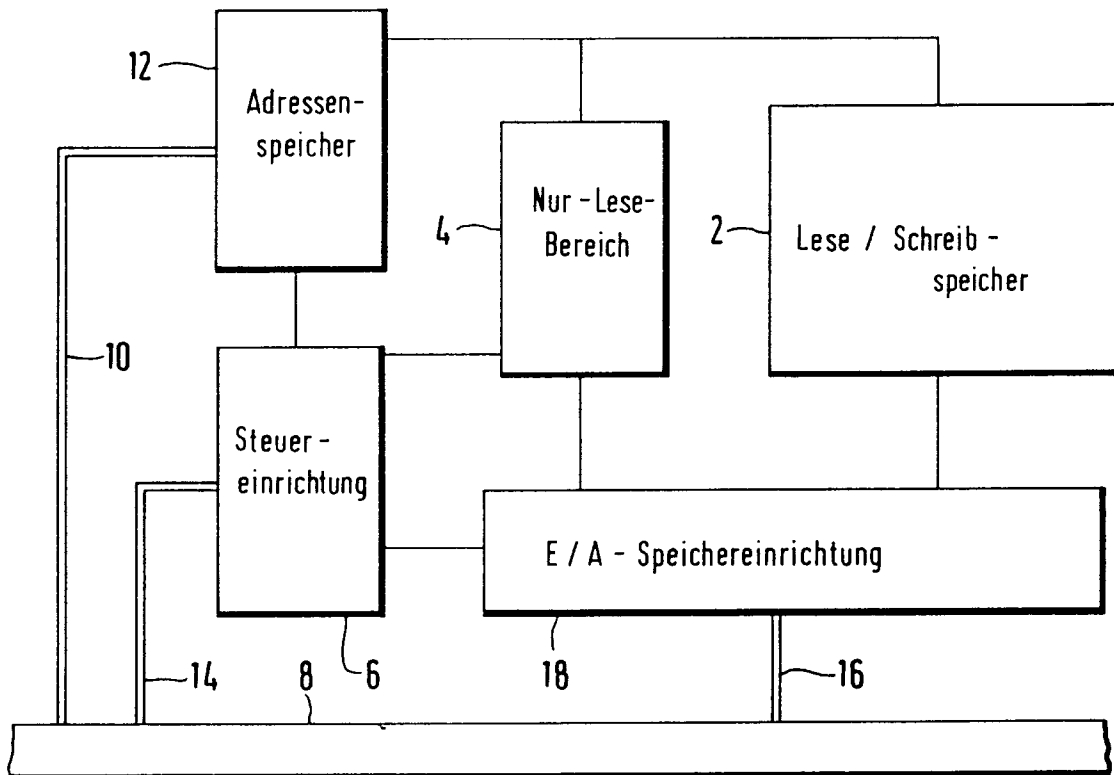 12
Adressen-
speicher
4
Nur-Lese-
Bereich
2
Lese / Schreib-
speicher
10
Steuer-
einrichtung
E / A - Speichereinrichtung
14
8
6
18
16